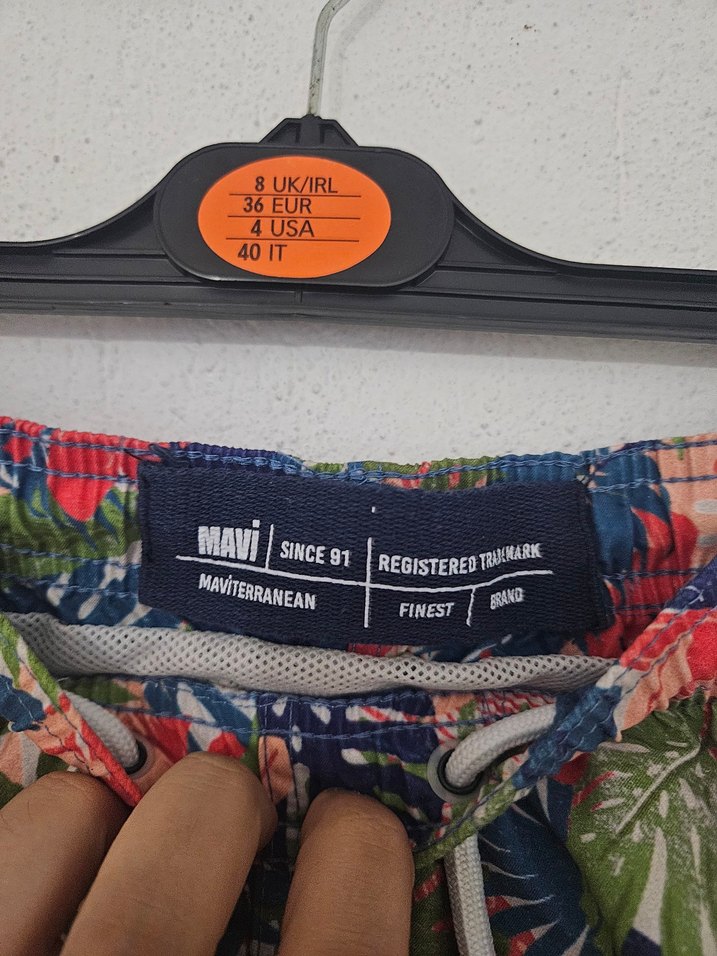 8 UK/IRL
36 EUR
4 USA
40 IT
MAVi
SINCE 91
REGISTERED TRADEMARK
MAViTERRANEAN
FINEST
BRAND